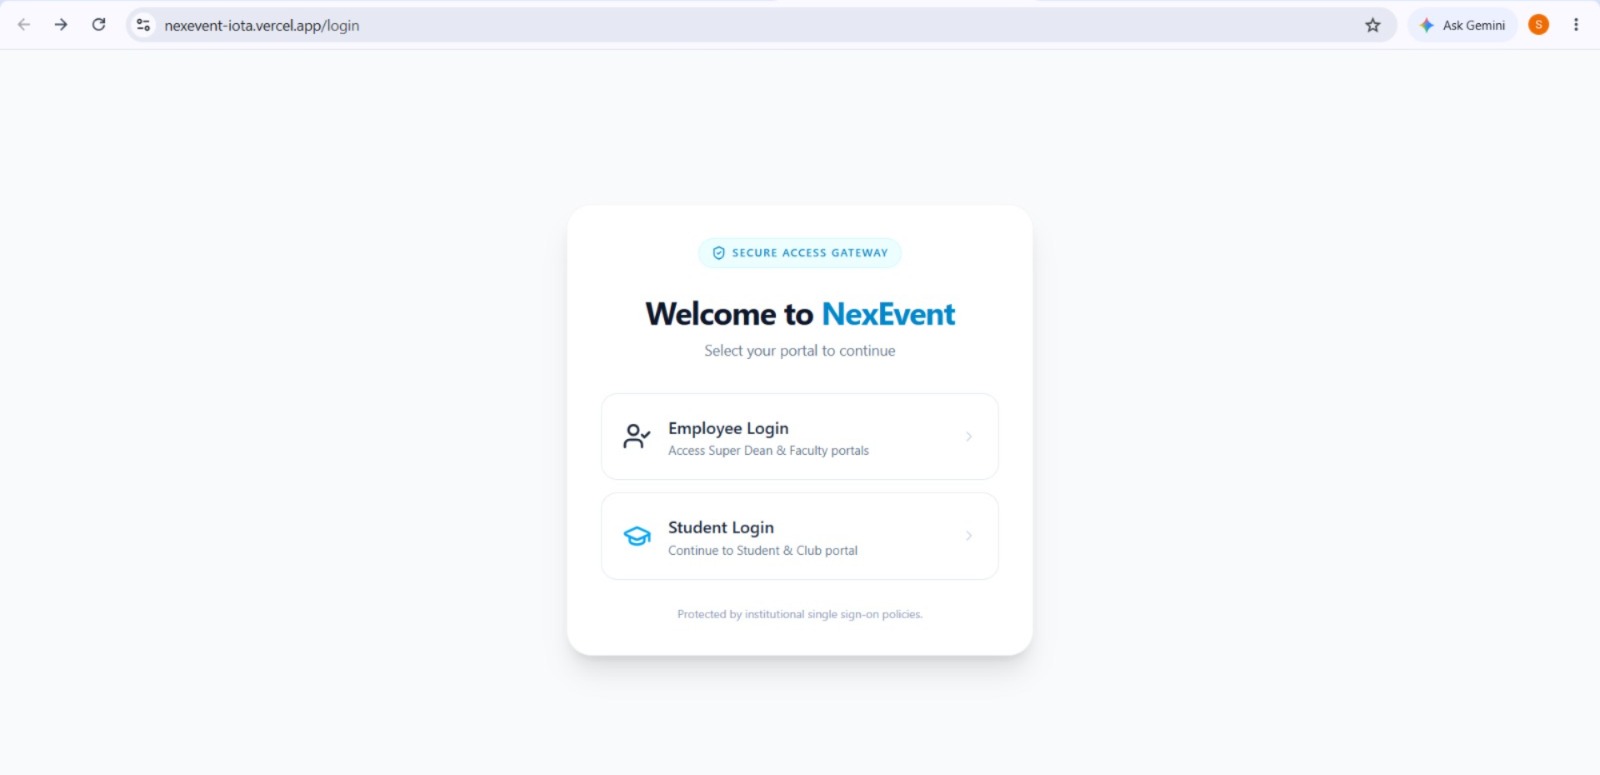 nexevent-iota.vercel.app/login
Ask Gemini
S
SECURE ACCESS GATEWAY
Welcome to NexEvent
Select your portal to continue
Employee Login
Access Super Dean & Faculty portals
Student Login
Continue to Student & Club portal
Protected by institutional single sign-on policies.